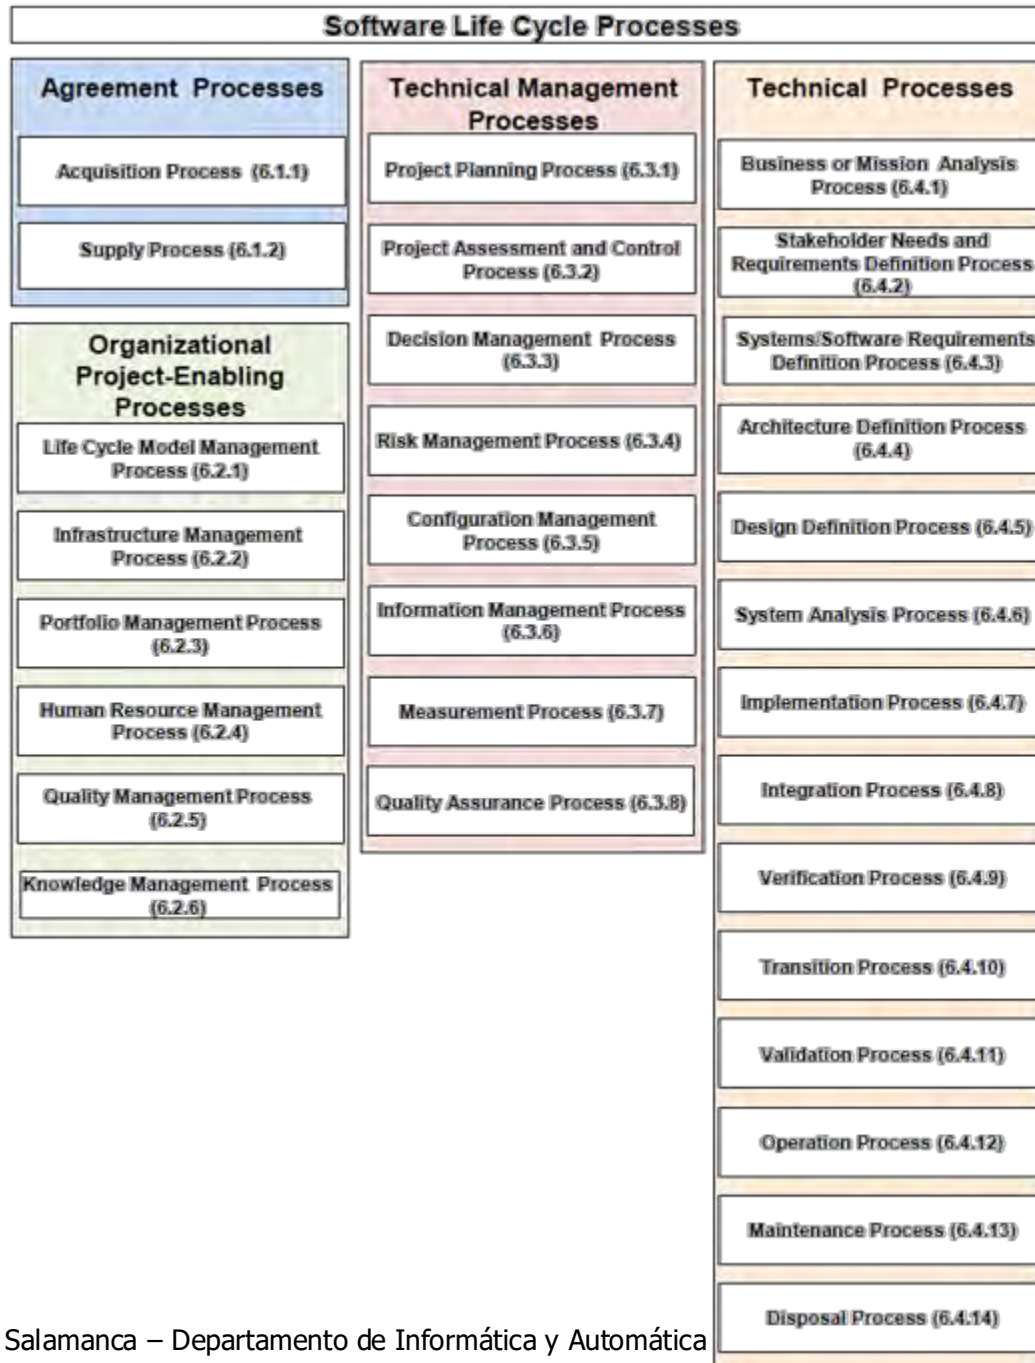 Software Life Cycle Processes
Agreement Processes
Acquisition Process (6.1.1)
Supply Process (6.1.2)
Organizational
Project-Enabling
Processes
Life Cycle Model Management
Process (6.2.1)
Infrastructure Management
Process (6.2.2)
Portfolio Management Process
(6.2.3)
Human Resource Management
Process (6.2.4)
Quality Management Process
(6.2.5)
Knowledge Management Process
(6.2.6)
Technical Management
Processes
Project Planning Process (6.3.1)
Project Assessment and Control
Process (6.3.2)
Decision Management Process
(6.3.3)
Risk Management Process (6.3.4)
Configuration Management
Process (6.3.5)
Information Management Process
(6.3.6)
Measurement Process (6.3.7)
Quality Assurance Process (6.3.8)
Technical Processes
Business or Mission Analysis
Process (6.4.1)
Stakeholder Needs and
Requirements Definition Process
(6.4.2)
Systems/Software Requirements
Definition Process (6.4.3)
Architecture Definition Process
(6.4.4)
Design Definition Process (6.4.5)
System Analysis Process (6.4.6)
Implementation Process (6.4.7)
Integration Process (6.4.8)
Verification Process (6.4.9)
Transition Process (6.4.10)
Validation Process (6.4.11)
Operation Process (6.4.12)
Maintenance Process (6.4.13)
Disposal Process (6.4.14)
Salamanca – Departamento de Informática y Automática